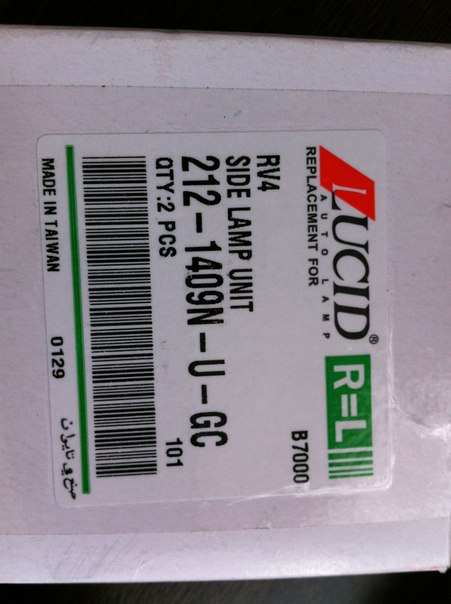 LUCID® R=L
AUTO LAMP
REPLACEMENT FOR B7000
RV4
SIDE LAMP UNIT
212-1409N-U-GC
QTY:2 PCS 101
MADE IN TAIWAN 0129 صنع في تايوان